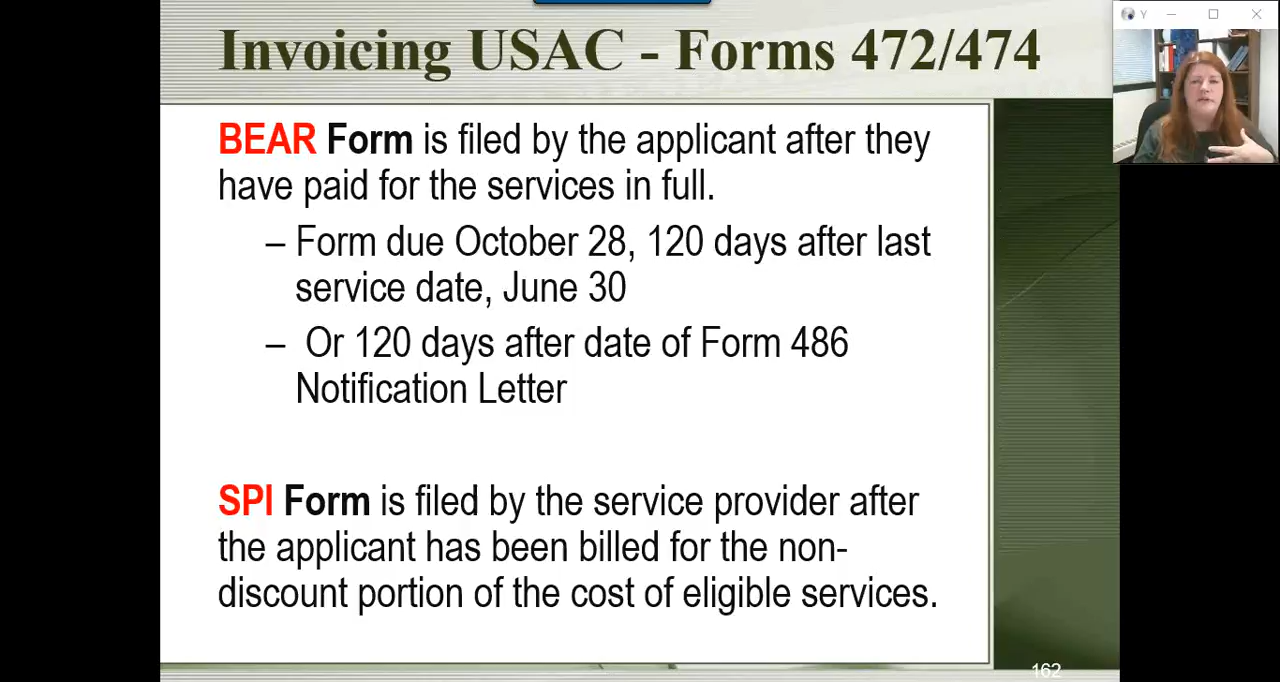 Invoicing USAC - Forms 472/474
Y
BEAR Form is filed by the applicant after they
have paid for the services in full.
– Form due October 28, 120 days after last
service date, June 30
– Or 120 days after date of Form 486
Notification Letter
SPI Form is filed by the service provider after
the applicant has been billed for the non-
discount portion of the cost of eligible services.
162